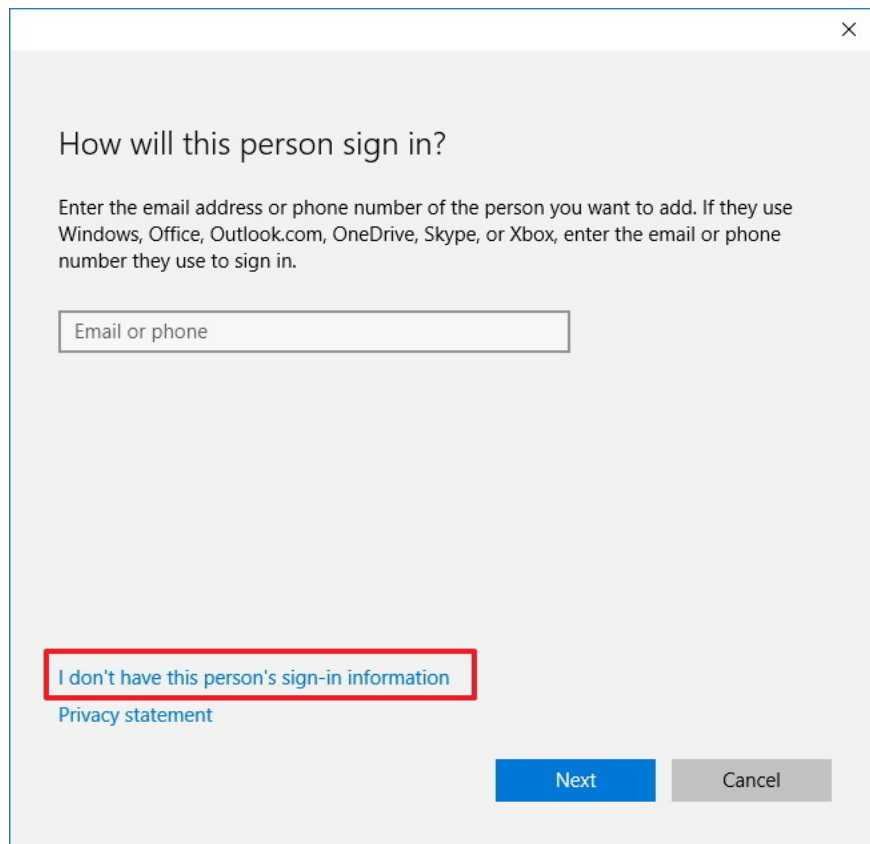 How will this person sign in?
Enter the email address or phone number of the person you want to add. If they use
Windows, Office, Outlook.com, OneDrive, Skype, or Xbox, enter the email or phone
number they use to sign in.
Email or phone
I don't have this person's sign-in information
Privacy statement
Next
Cancel